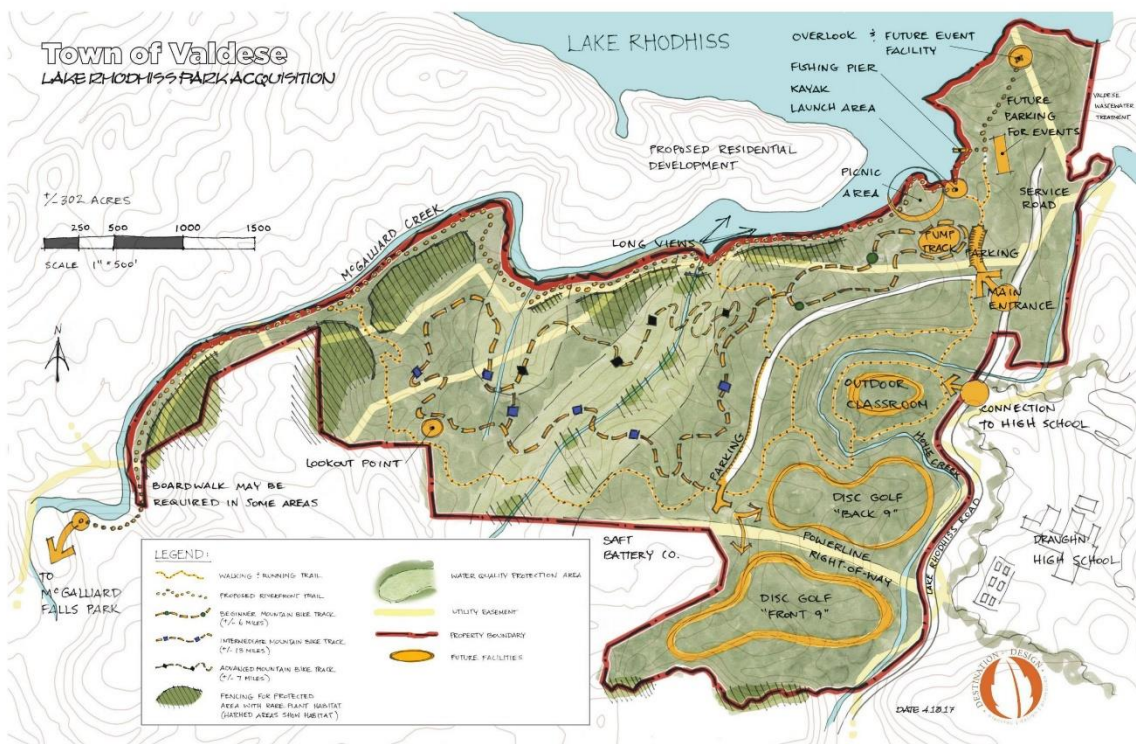 Town of Valdese
LAKE RHODHISS PARK ACQUISITION
LAKE RHODHISS
OVERLOOK & FUTURE EVENT
FACILITY
FISHING PIER
KAYAK
LAUNCH AREA
FUTURE
PARKING
FOR EVENTS
VALDESE
WASTEWATER
TREATMENT
PROPOSED RESIDENTIAL
DEVELOPMENT
PICNIC
AREA
SERVICE
ROAD
+/- 302 ACRES
250 500 1000 1500
SCALE 1" = 500'
McGALLIARD CREEK
LONG VIEWS
PUMP
TRACK
PARKING
MAIN
ENTRANCE
N
OUTDOOR
CLASSROOM
CONNECTION
TO HIGH SCHOOL
LOOKOUT POINT
PARKING
HOYLE CREEK
BOARDWALK MAY BE
REQUIRED IN SOME AREAS
DISC GOLF
"BACK 9"
SAFT
BATTERY CO.
POWERLINE
RIGHT-OF-WAY
LAKE RHODHISS ROAD
DRAUGHN
HIGH SCHOOL
TO
McGALLIARD
FALLS PARK
DISC GOLF
"FRONT 9"
LEGEND:
WALKING & RUNNING TRAIL
PROPOSED RIVERFRONT TRAIL
BEGINNER MOUNTAIN BIKE TRACK
(+/- 6 MILES)
INTERMEDIATE MOUNTAIN BIKE TRACK
(+/- 13 MILES)
ADVANCED MOUNTAIN BIKE TRACK
(+/- 7 MILES)
FENCING FOR PROTECTED
AREA WITH RARE PLANT HABITAT
(HATCHED AREAS SHOW HABITAT)
WATER QUALITY PROTECTION AREA
UTILITY EASEMENT
PROPERTY BOUNDARY
FUTURE FACILITIES
DESTINATION BY DESIGN
DATE 4.18.17